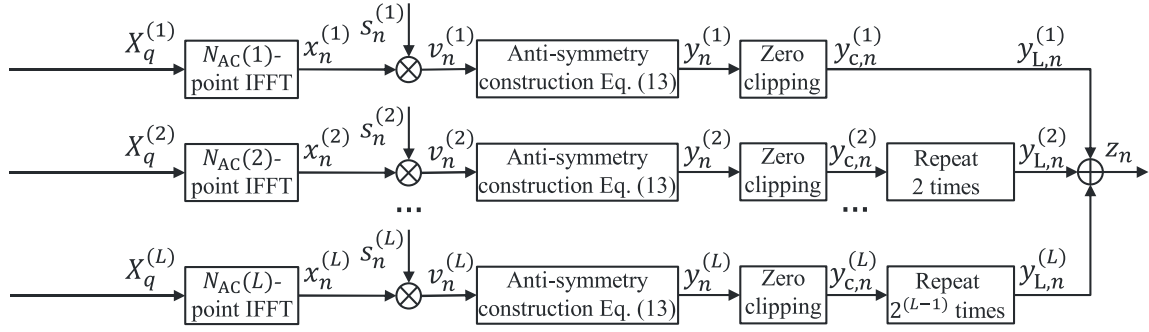 X_q^{(1)}
N_AC(1)-
point IFFT
x_n^{(1)}
s_n^{(1)}
v_n^{(1)}
Anti-symmetry
construction Eq. (13)
y_n^{(1)}
Zero
clipping
y_{c,n}^{(1)}
y_{L,n}^{(1)}
X_q^{(2)}
N_AC(2)-
point IFFT
x_n^{(2)}
s_n^{(2)}
v_n^{(2)}
Anti-symmetry
construction Eq. (13)
y_n^{(2)}
Zero
clipping
y_{c,n}^{(2)}
Repeat
2 times
y_{L,n}^{(2)}
z_n
...
...
X_q^{(L)}
N_AC(L)-
point IFFT
x_n^{(L)}
s_n^{(L)}
v_n^{(L)}
Anti-symmetry
construction Eq. (13)
y_n^{(L)}
Zero
clipping
y_{c,n}^{(L)}
Repeat
2^{(L-1)} times
y_{L,n}^{(L)}